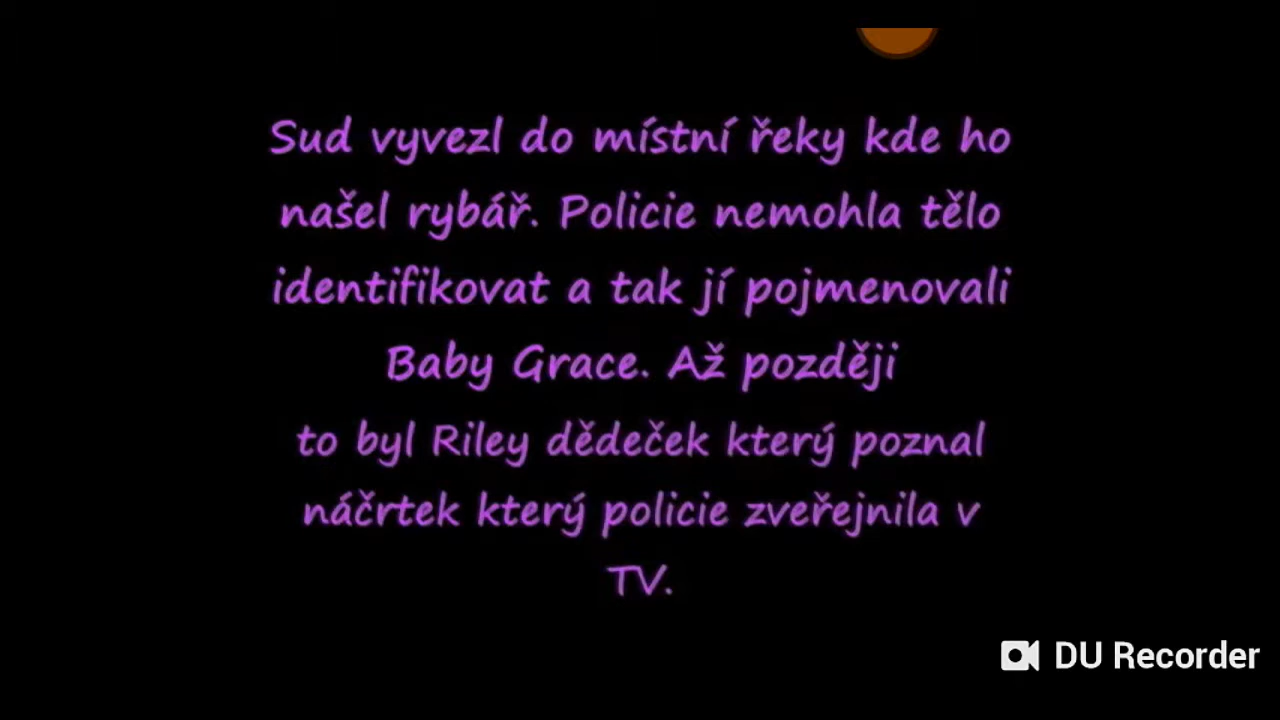 Sud vyvezl do místní řeky kde ho
našel rybář. Policie nemohla tělo
identifikovat a tak jí pojmenovali
Baby Grace. Až později
to byl Riley dědeček který poznal
náčrtek který policie zveřejnila v
TV.
DU Recorder